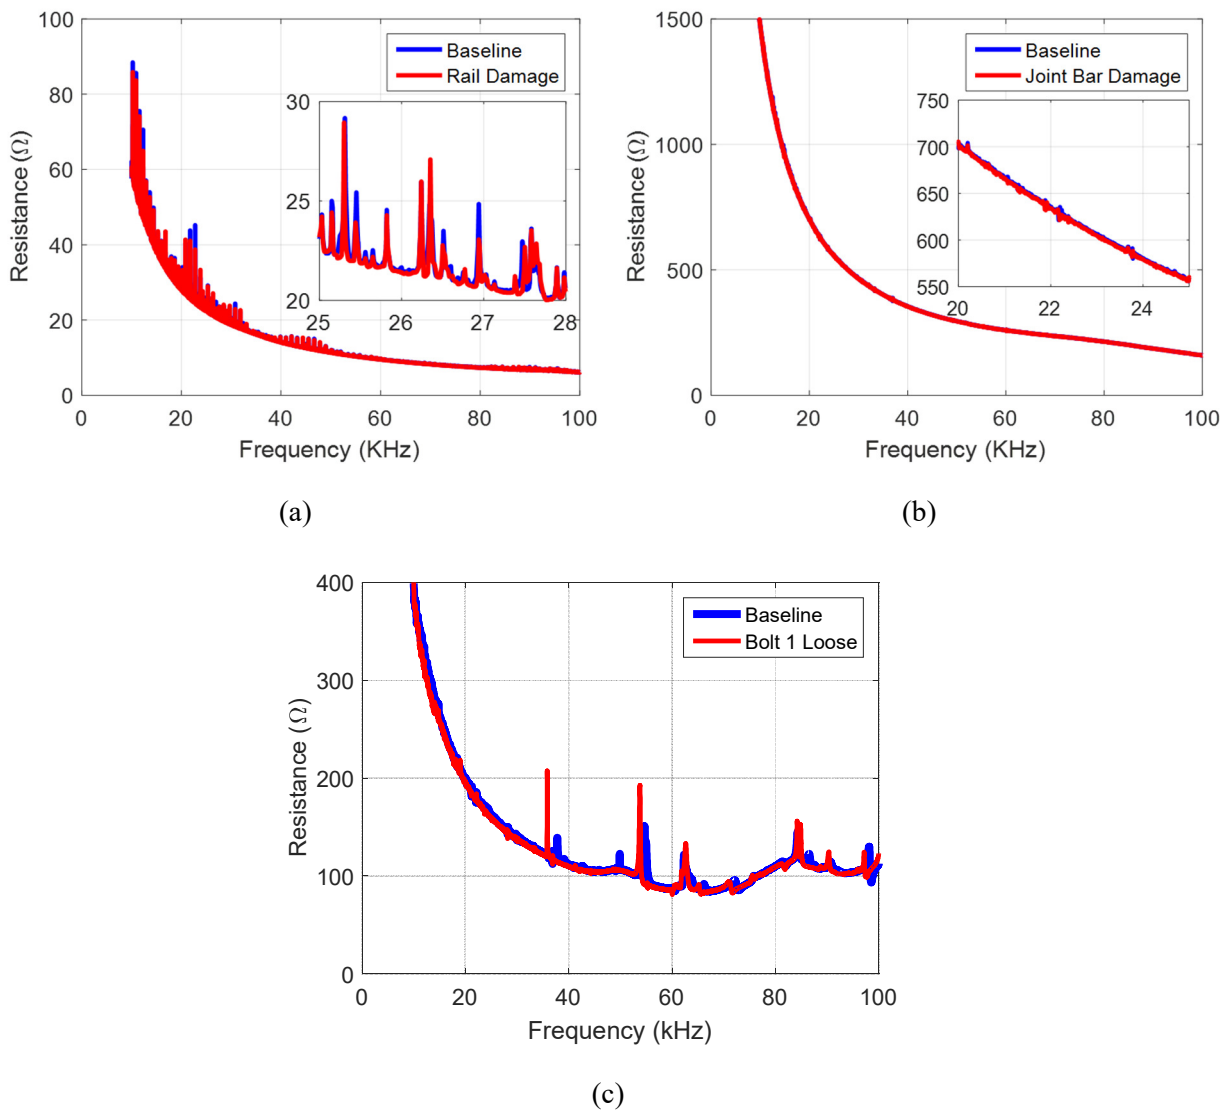 100
80
60
40
20
0
Resistance (Ω)
Baseline
Rail Damage
30
25
20
25 26 27 28
0 20 40 60 80 100
Frequency (KHz)
(a)
1500
1000
500
0
Resistance (Ω)
Baseline
Joint Bar Damage
750
700
650
600
550
20 22 24
0 20 40 60 80 100
Frequency (KHz)
(b)
400
300
200
100
0
Resistance (Ω)
Baseline
Bolt 1 Loose
0 20 40 60 80 100
Frequency (kHz)
(c)